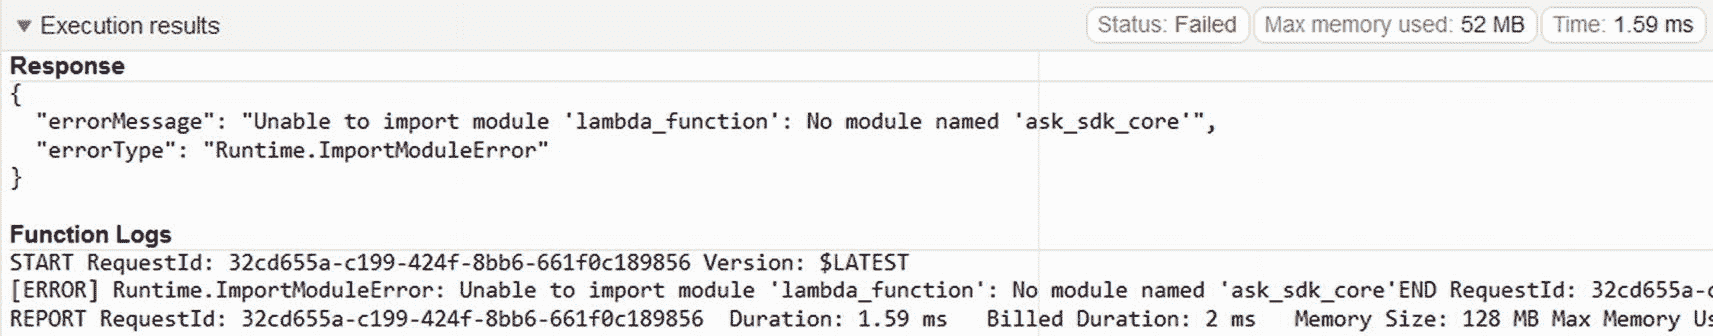 Execution results Status: Failed Max memory used: 52 MB Time: 1.59 ms
Response
{
"errorMessage": "Unable to import module 'lambda_function': No module named 'ask_sdk_core'",
"errorType": "Runtime.ImportModuleError"
}
Function Logs
START RequestId: 32cd655a-c199-424f-8bb6-661f0c189856 Version: $LATEST
[ERROR] Runtime.ImportModuleError: Unable to import module 'lambda_function': No module named 'ask_sdk_core'END RequestId: 32cd655a-c
REPORT RequestId: 32cd655a-c199-424f-8bb6-661f0c189856 Duration: 1.59 ms Billed Duration: 2 ms Memory Size: 128 MB Max Memory Us